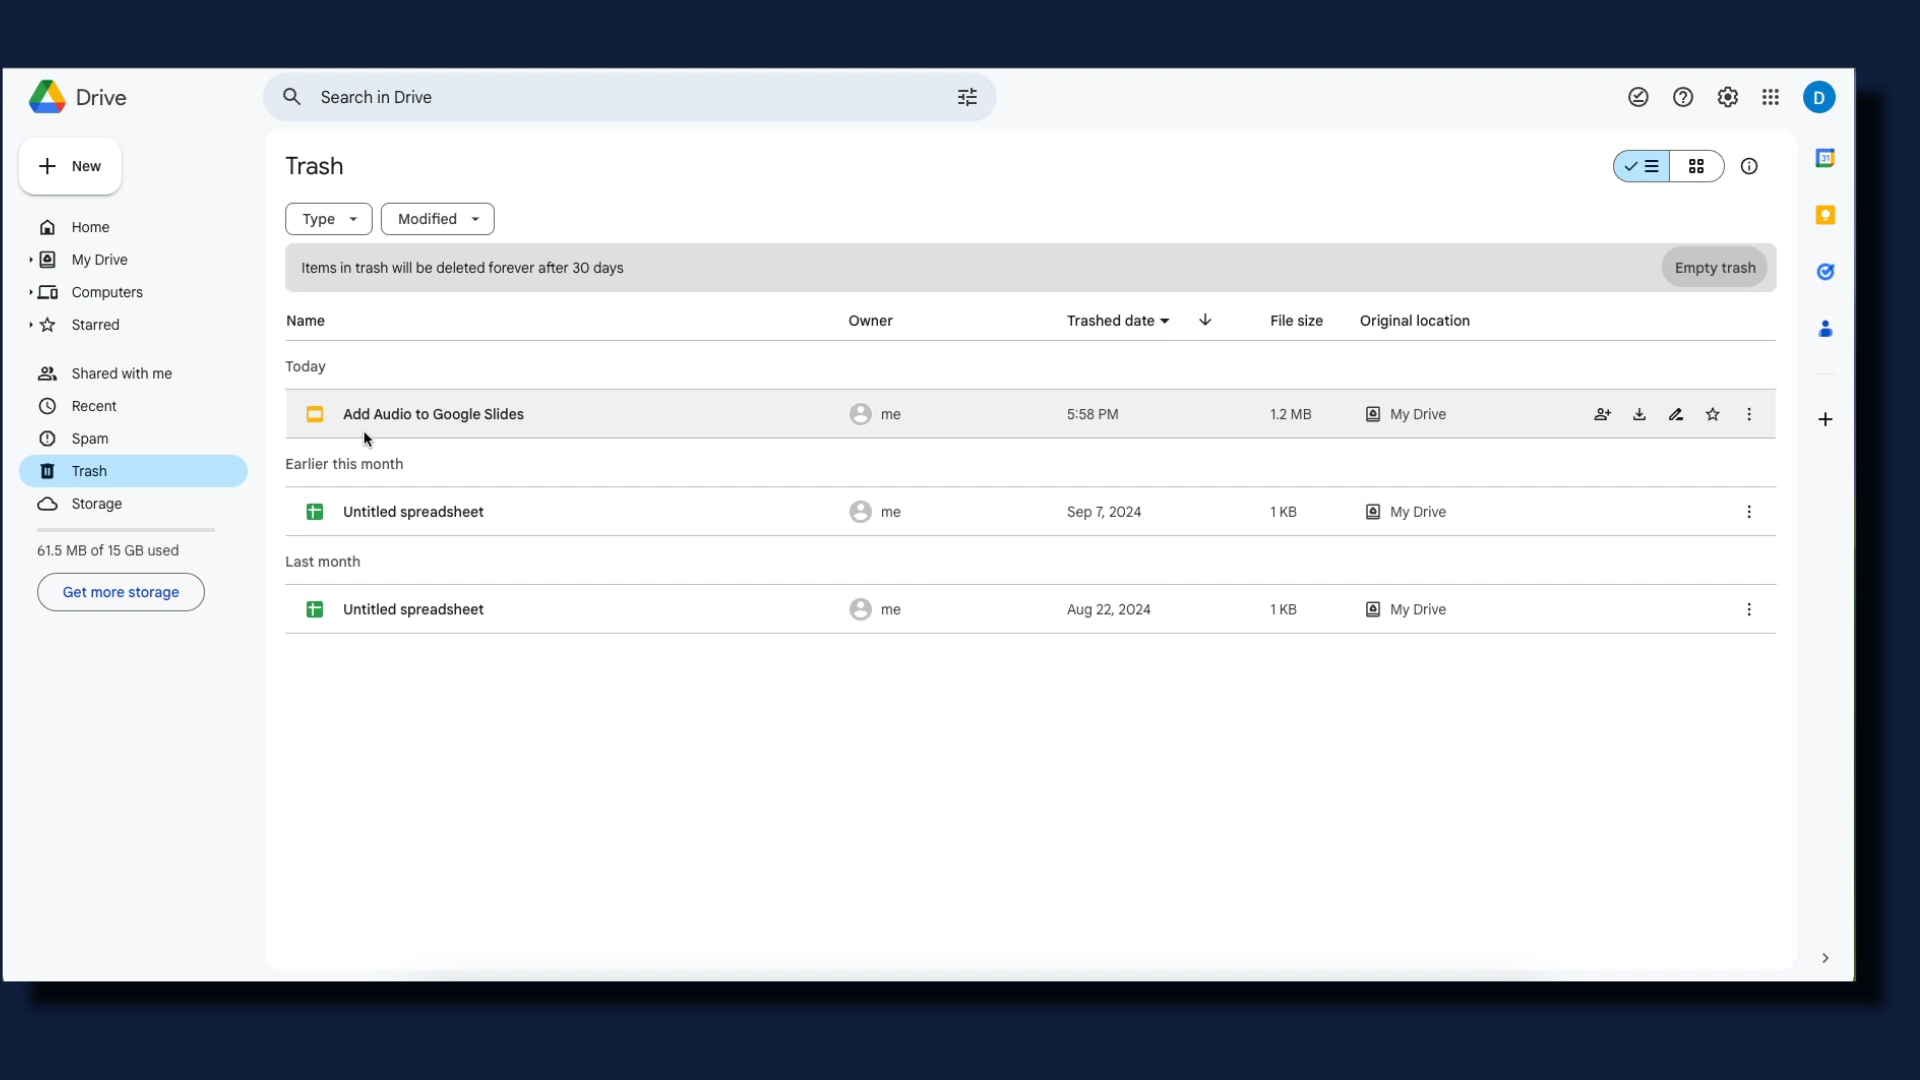 Drive
Search in Drive
D
New
Home
My Drive
Computers
Starred
Shared with me
Recent
Spam
Trash
Storage
61.5 MB of 15 GB used
Get more storage
Trash
Type
Modified
Items in trash will be deleted forever after 30 days
Empty trash
Name Owner Trashed date File size Original location
Today
Add Audio to Google Slides me 5:58 PM 1.2 MB My Drive
Earlier this month
Untitled spreadsheet me Sep 7, 2024 1 KB My Drive
Last month
Untitled spreadsheet me Aug 22, 2024 1 KB My Drive
31